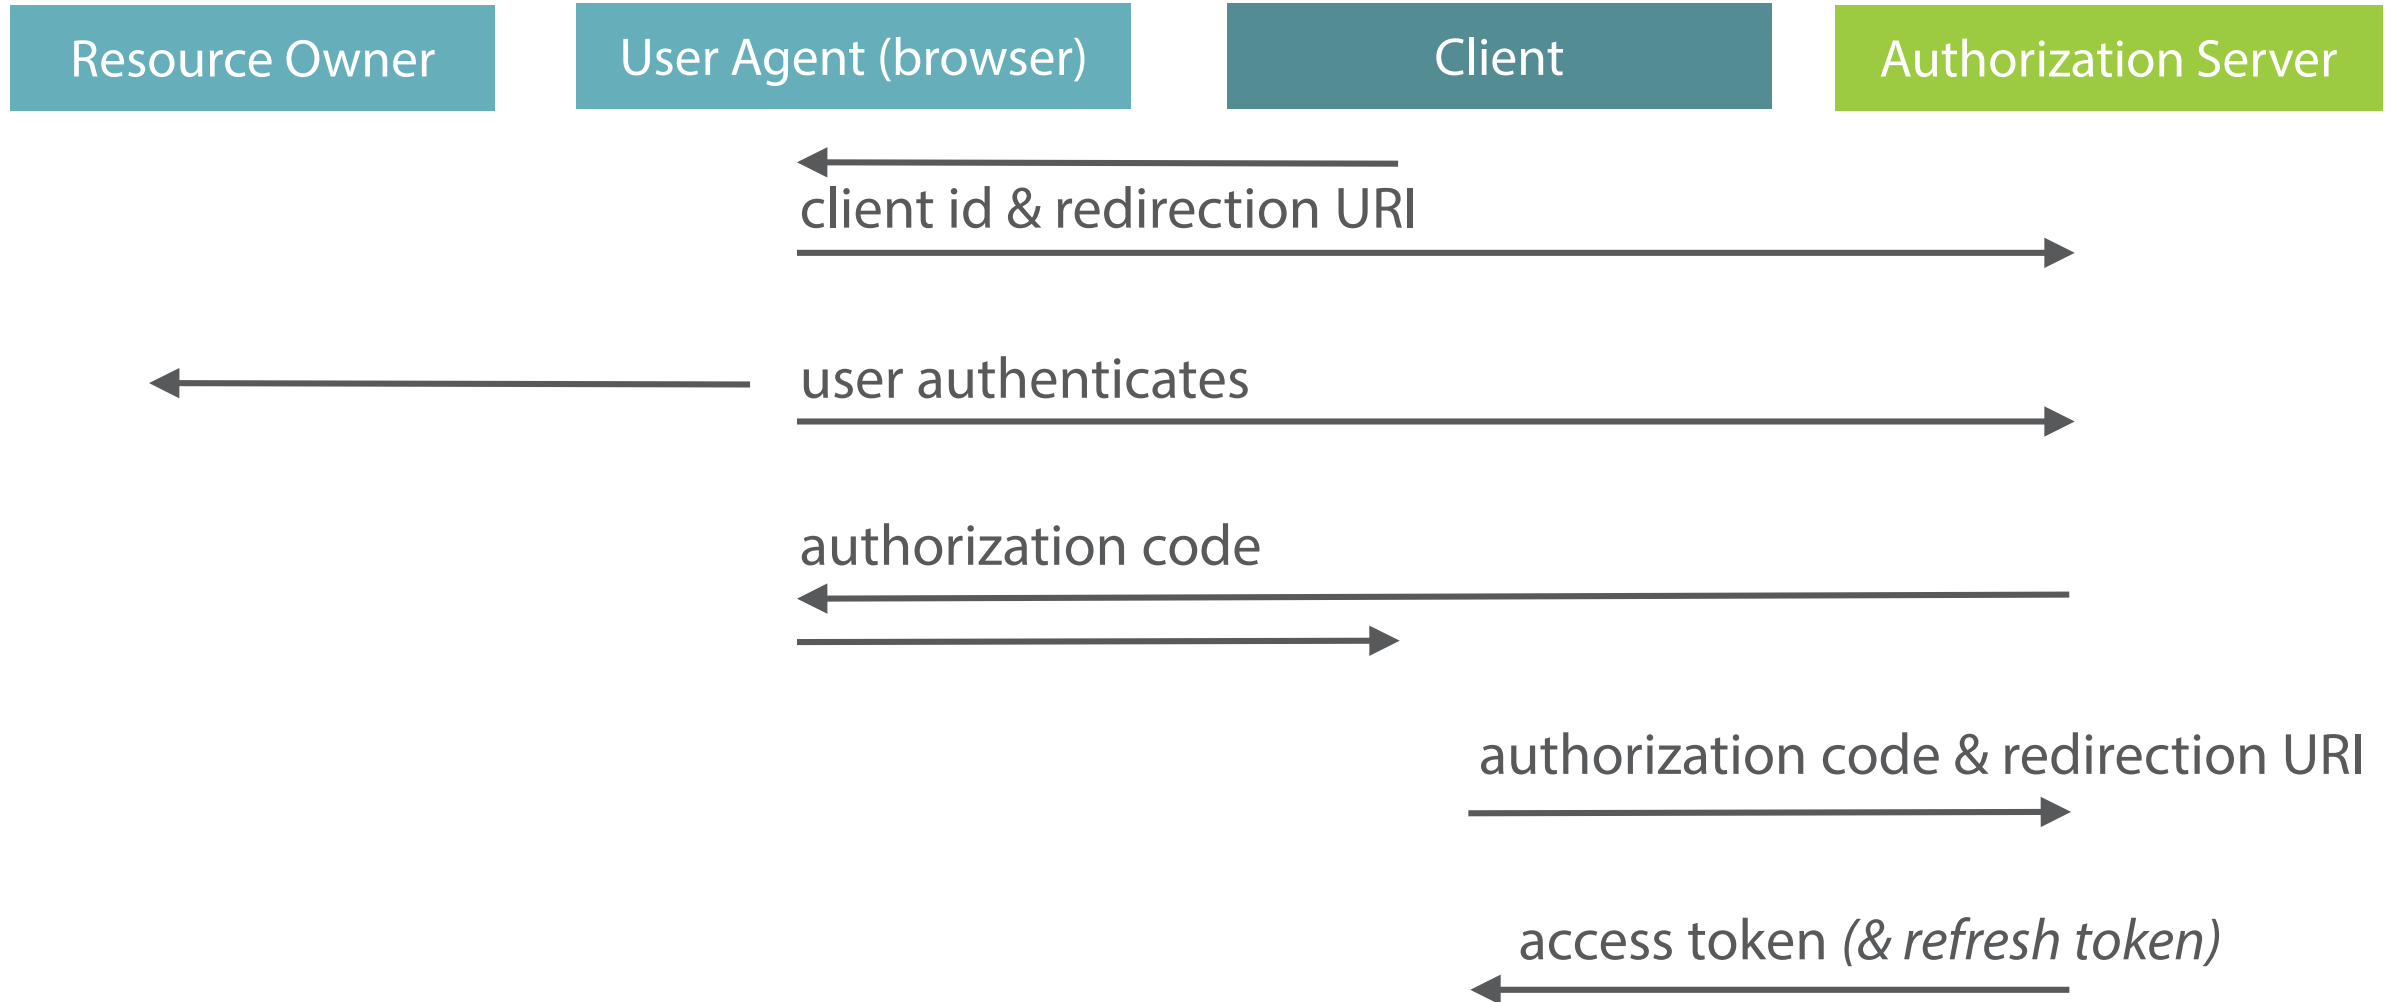 Resource Owner
User Agent (browser)
Client
Authorization Server
client id & redirection URI
user authenticates
authorization code
authorization code & redirection URI
access token (& refresh token)